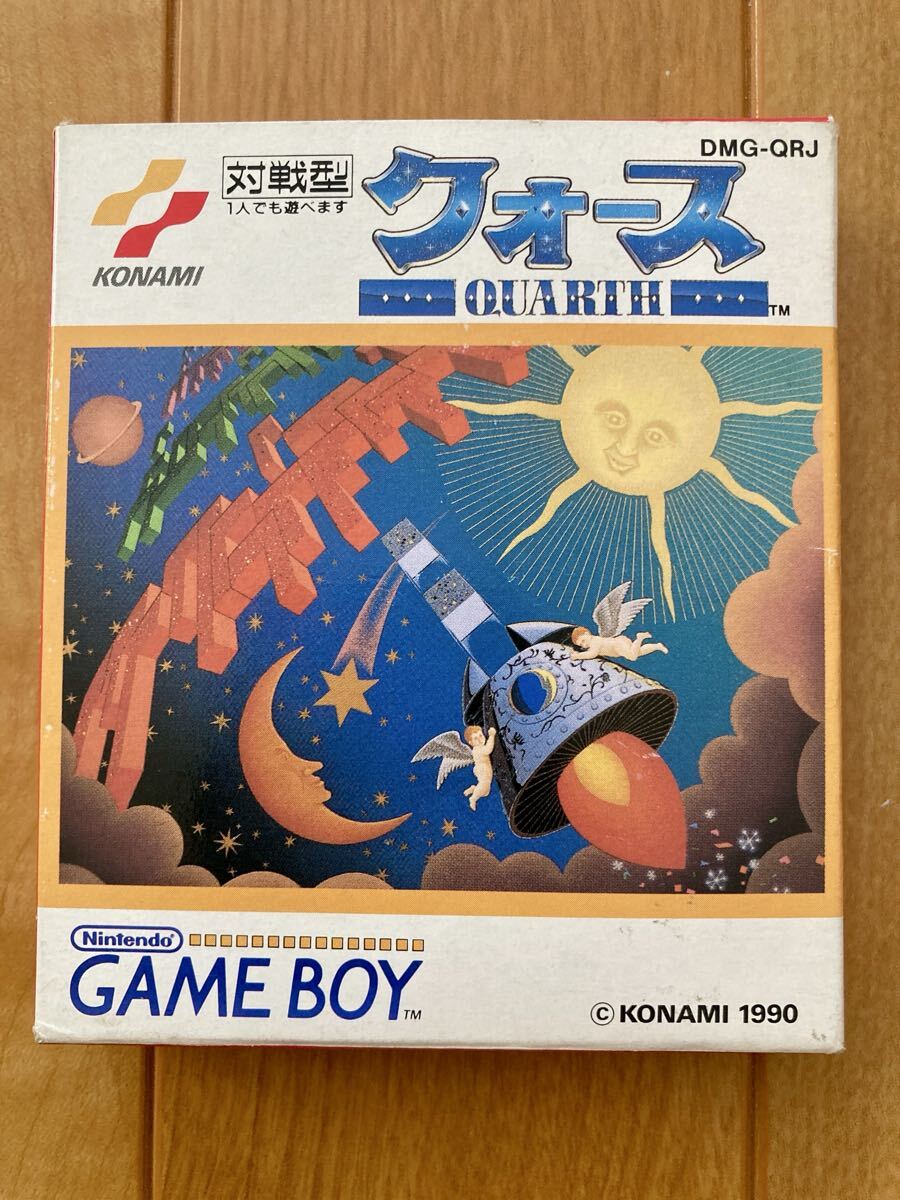 DMG-QRJ
対戦型
1人でも遊べます
クォース
QUARTH
TM
KONAMI
Nintendo®
GAME BOY
TM
© KONAMI 1990